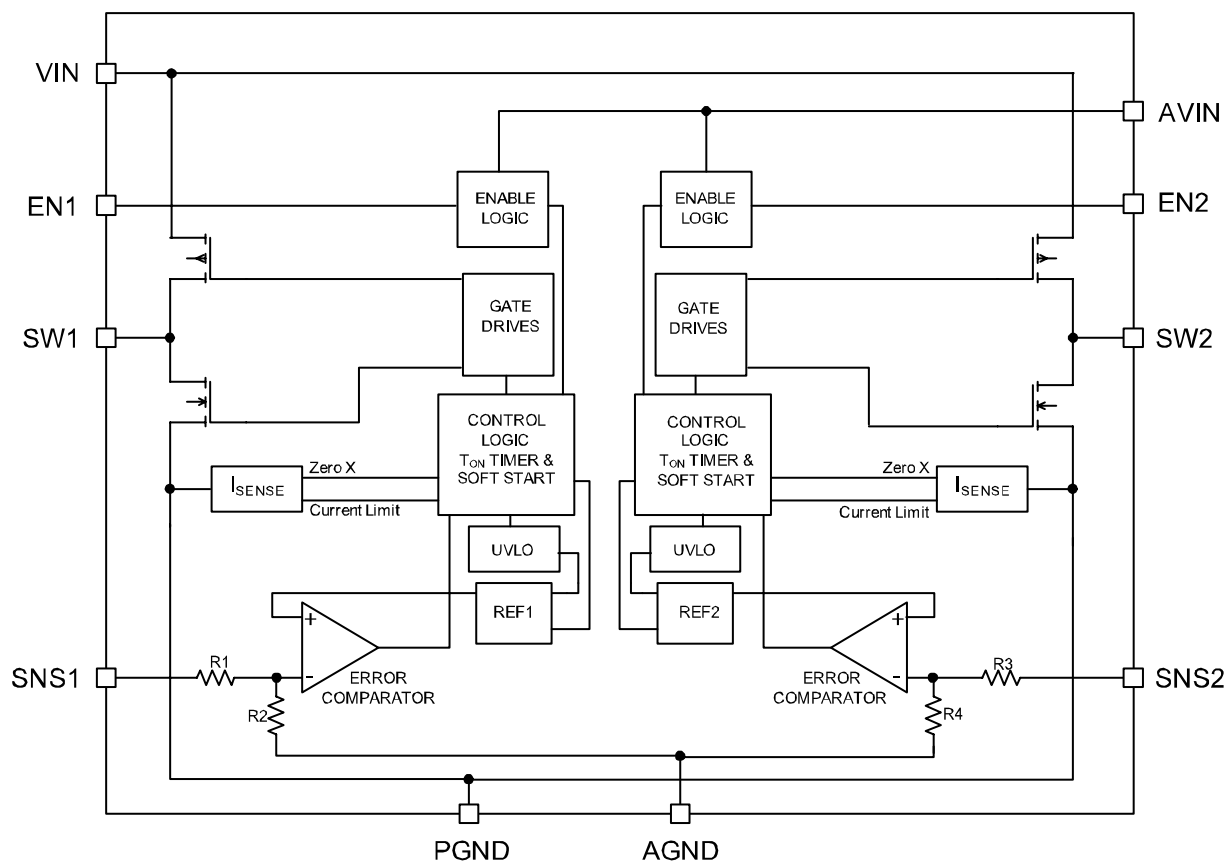 VIN
AVIN
EN1
ENABLE
LOGIC
ENABLE
LOGIC
EN2
SW1
GATE
DRIVES
GATE
DRIVES
SW2
CONTROL
LOGIC
TON TIMER &
SOFT START
CONTROL
LOGIC
TON TIMER &
SOFT START
ISENSE
Zero X
Current Limit
Zero X
Current Limit
ISENSE
UVLO
UVLO
REF1
REF2
+
-
ERROR
COMPARATOR
+
-
ERROR
COMPARATOR
SNS1
R1
R2
R3
R4
SNS2
PGND
AGND